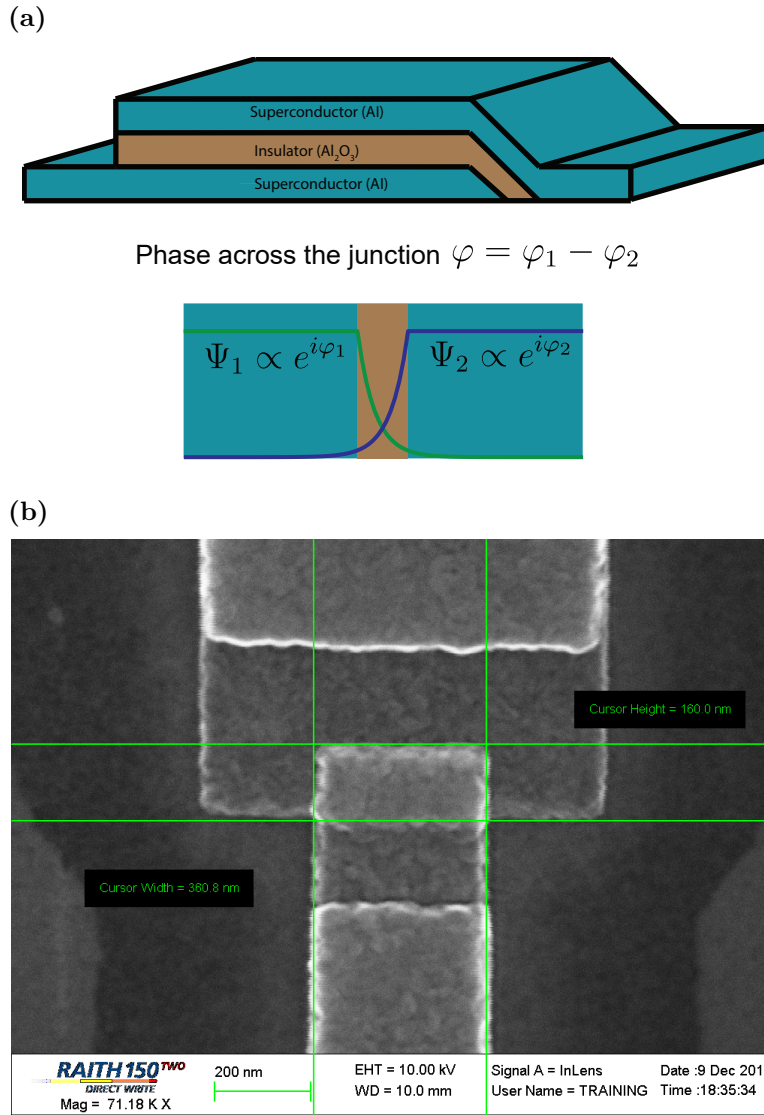 (a)
Superconductor (Al)
Insulator (Al₂O₃)
Superconductor (Al)
Phase across the junction φ = φ₁ − φ₂
Ψ₁ ∝ e^{iφ₁} Ψ₂ ∝ e^{iφ₂}
(b)
Cursor Height = 160.0 nm
Cursor Width = 360.8 nm
RAITH150 TWO
DIRECT WRITE
Mag = 71.18 K X
200 nm
EHT = 10.00 kV
WD = 10.0 mm
Signal A = InLens
User Name = TRAINING
Date :9 Dec 201
Time :18:35:34